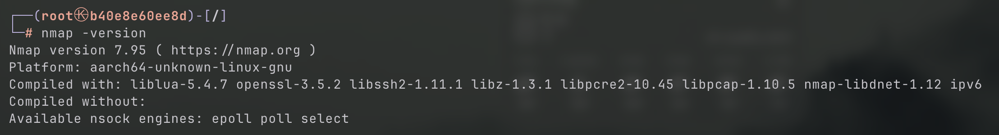 ┌──(root㉿b40e8e60ee8d)-[/]
└─# nmap -version
Nmap version 7.95 ( https://nmap.org )
Platform: aarch64-unknown-linux-gnu
Compiled with: liblua-5.4.7 openssl-3.5.2 libssh2-1.11.1 libz-1.3.1 libpcre2-10.45 libpcap-1.10.5 nmap-libdnet-1.12 ipv6
Compiled without:
Available nsock engines: epoll poll select